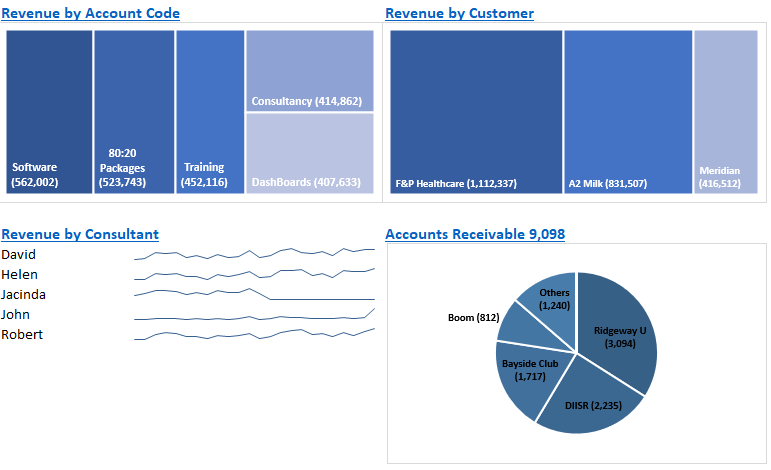 Revenue by Account Code
Software
(562,002)
80:20
Packages
(523,743)
Training
(452,116)
Consultancy (414,862)
DashBoards (407,633)
Revenue by Customer
F&P Healthcare (1,112,337)
A2 Milk (831,507)
Meridian
(416,512)
Revenue by Consultant
David
Helen
Jacinda
John
Robert
Accounts Receivable 9,098
Others
(1,240)
Boom (812)
Ridgeway U
(3,094)
Bayside Club
(1,717)
DIISR (2,235)